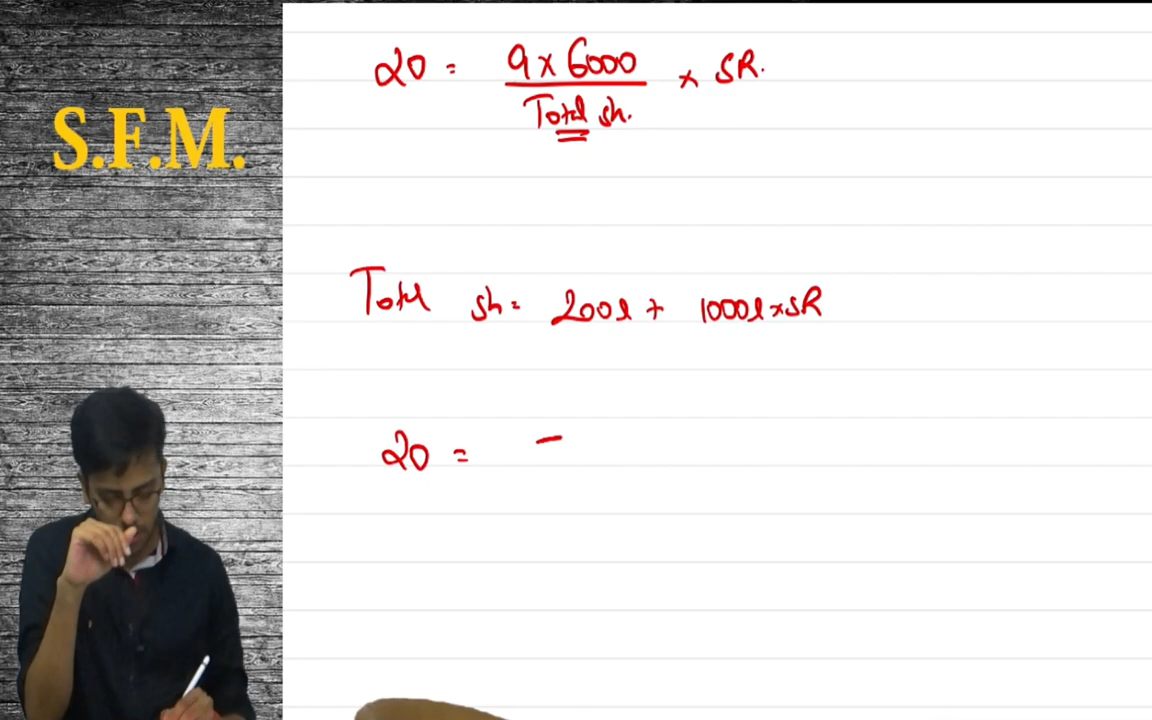 S.F.M.
20 = 9 x 6000 x SR.
Total sh.
Total sh = 200l + 1000l x SR
20 =